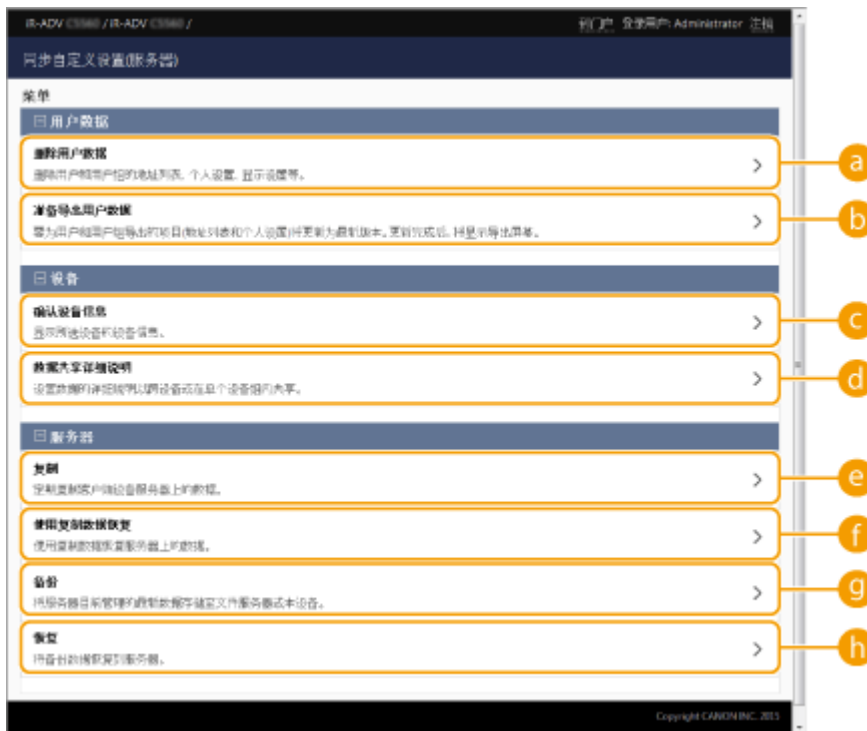 iR-ADV / iR-ADV /
到门户 登录用户: Administrator 注销
同步自定义设置(服务器)
菜单
用户数据
删除用户数据
删除用户和用户组的地址列表、个人设置、显示设置等。
a
准备导出用户数据
要为用户和用户组导出的项目(地址列表和个人设置)将更新为最新版本。更新完成后，将显示导出屏幕。
b
设备
确认设备信息
显示所选设备的设备信息。
c
数据共享详细说明
设置数据的详细说明以跨设备或在单个设备组内共享。
d
服务器
复制
定期复制客户端设备服务器上的数据。
e
使用复制数据恢复
使用复制数据恢复服务器上的数据。
f
备份
将服务器目前管理的最新数据存储至文件服务器或本设备。
g
恢复
将备份数据恢复到服务器。
h
Copyright CANON INC. 2015